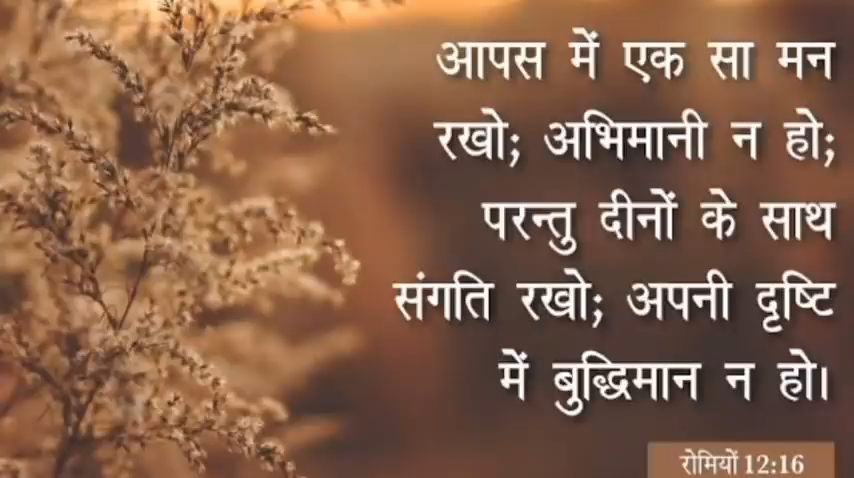 आपस में एक सा मन
रखो; अभिमानी न हो;
परन्तु दीनों के साथ
संगति रखो; अपनी दृष्टि
में बुद्धिमान न हो।
रोमियों 12:16